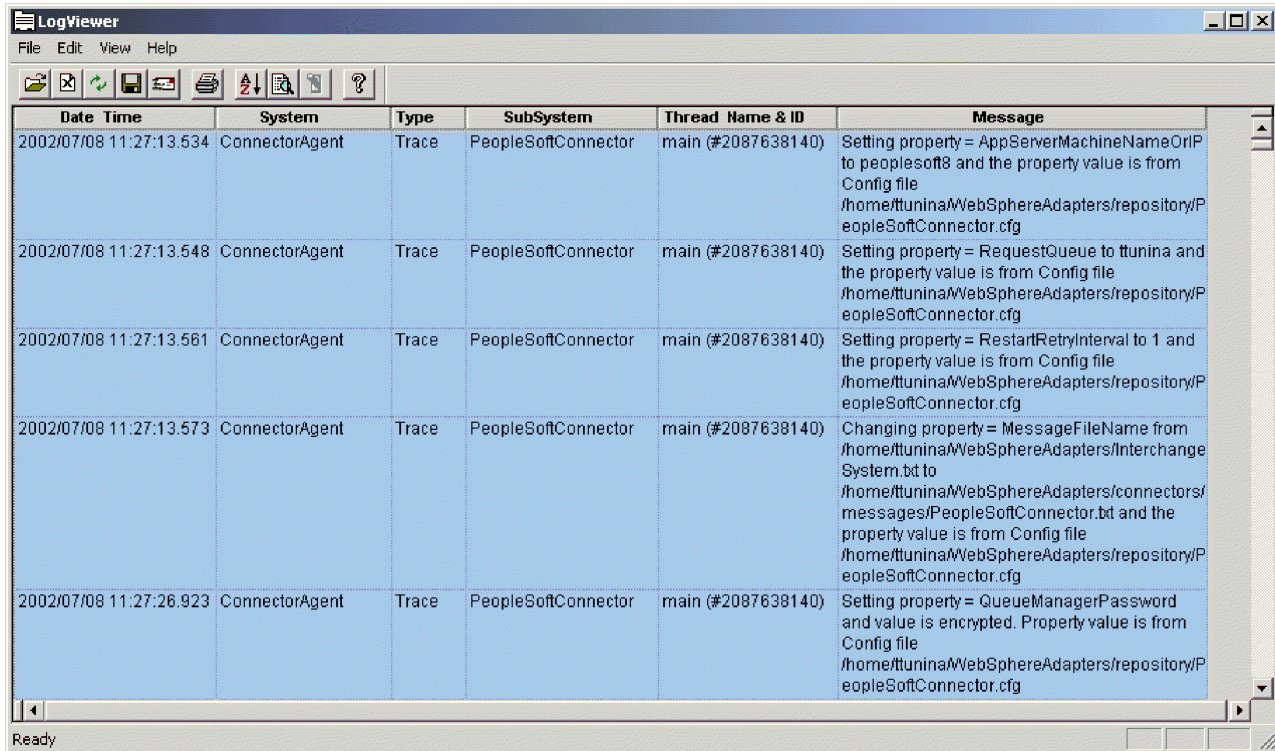 LogViewer
File Edit View Help
Date Time System Type SubSystem Thread Name & ID Message
2002/07/08 11:27:13.534 ConnectorAgent Trace PeopleSoftConnector main (#2087638140) Setting property = AppServerMachineNameOrIP
to peoplesoft8 and the property value is from
Config file
/home/ttunina/WebSphereAdapters/repository/P
eopleSoftConnector.cfg
2002/07/08 11:27:13.548 ConnectorAgent Trace PeopleSoftConnector main (#2087638140) Setting property = RequestQueue to ttunina and
the property value is from Config file
/home/ttunina/WebSphereAdapters/repository/P
eopleSoftConnector.cfg
2002/07/08 11:27:13.561 ConnectorAgent Trace PeopleSoftConnector main (#2087638140) Setting property = RestartRetryInterval to 1 and
the property value is from Config file
/home/ttunina/WebSphereAdapters/repository/P
eopleSoftConnector.cfg
2002/07/08 11:27:13.573 ConnectorAgent Trace PeopleSoftConnector main (#2087638140) Changing property = MessageFileName from
/home/ttunina/WebSphereAdapters/Interchange
System.txt to
/home/ttunina/WebSphereAdapters/connectors/
messages/PeopleSoftConnector.txt and the
property value is from Config file
/home/ttunina/WebSphereAdapters/repository/P
eopleSoftConnector.cfg
2002/07/08 11:27:26.923 ConnectorAgent Trace PeopleSoftConnector main (#2087638140) Setting property = QueueManagerPassword
and value is encrypted. Property value is from
Config file
/home/ttunina/WebSphereAdapters/repository/P
eopleSoftConnector.cfg
Ready